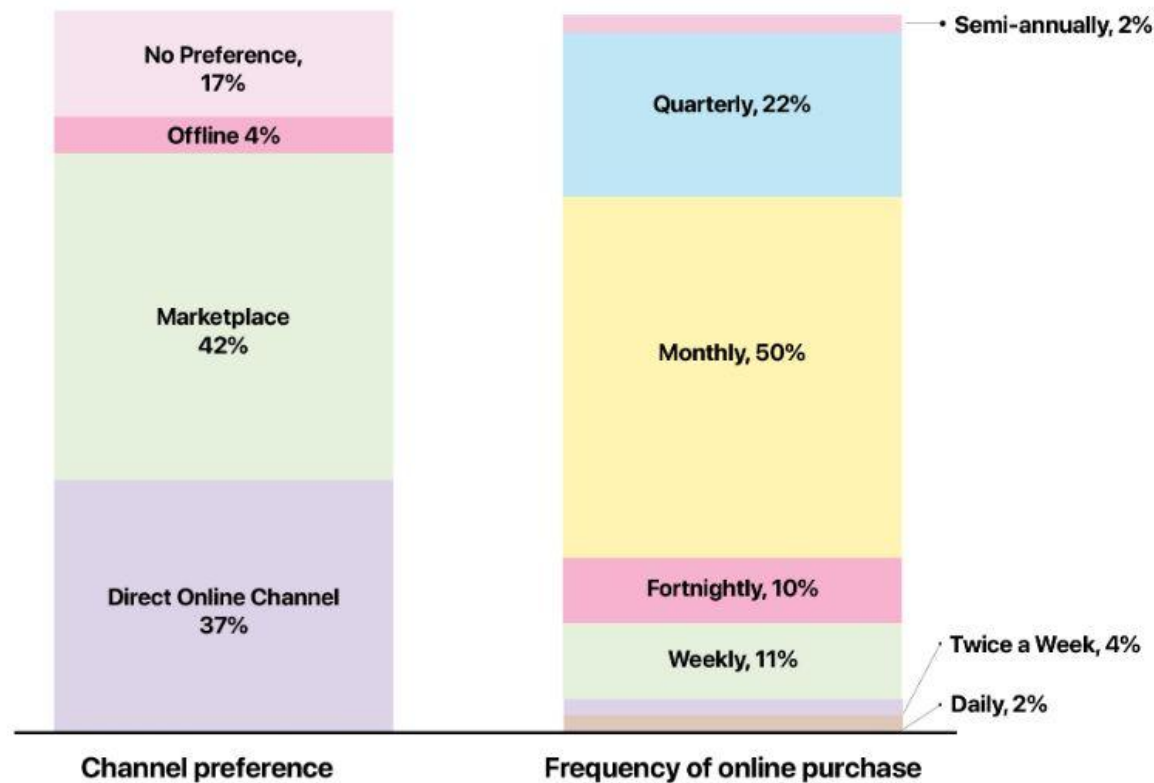 No Preference,
17%
Offline 4%
Marketplace
42%
Direct Online Channel
37%
Channel preference
Semi-annually, 2%
Quarterly, 22%
Monthly, 50%
Fortnightly, 10%
Weekly, 11%
Twice a Week, 4%
Daily, 2%
Frequency of online purchase